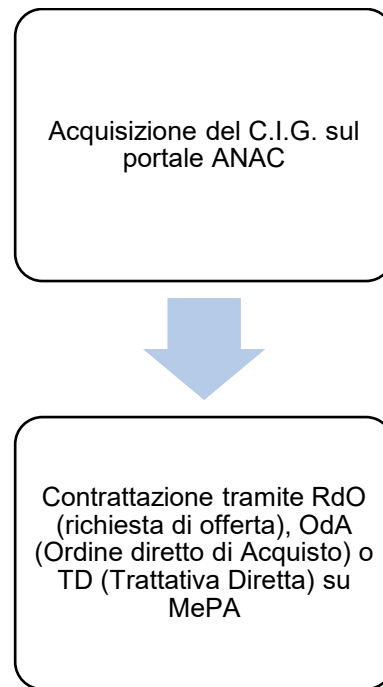 Acquisizione del C.I.G. sul
portale ANAC
Contrattazione tramite RdO
(richiesta di offerta), OdA
(Ordine diretto di Acquisto) o
TD (Trattativa Diretta) su
MePA